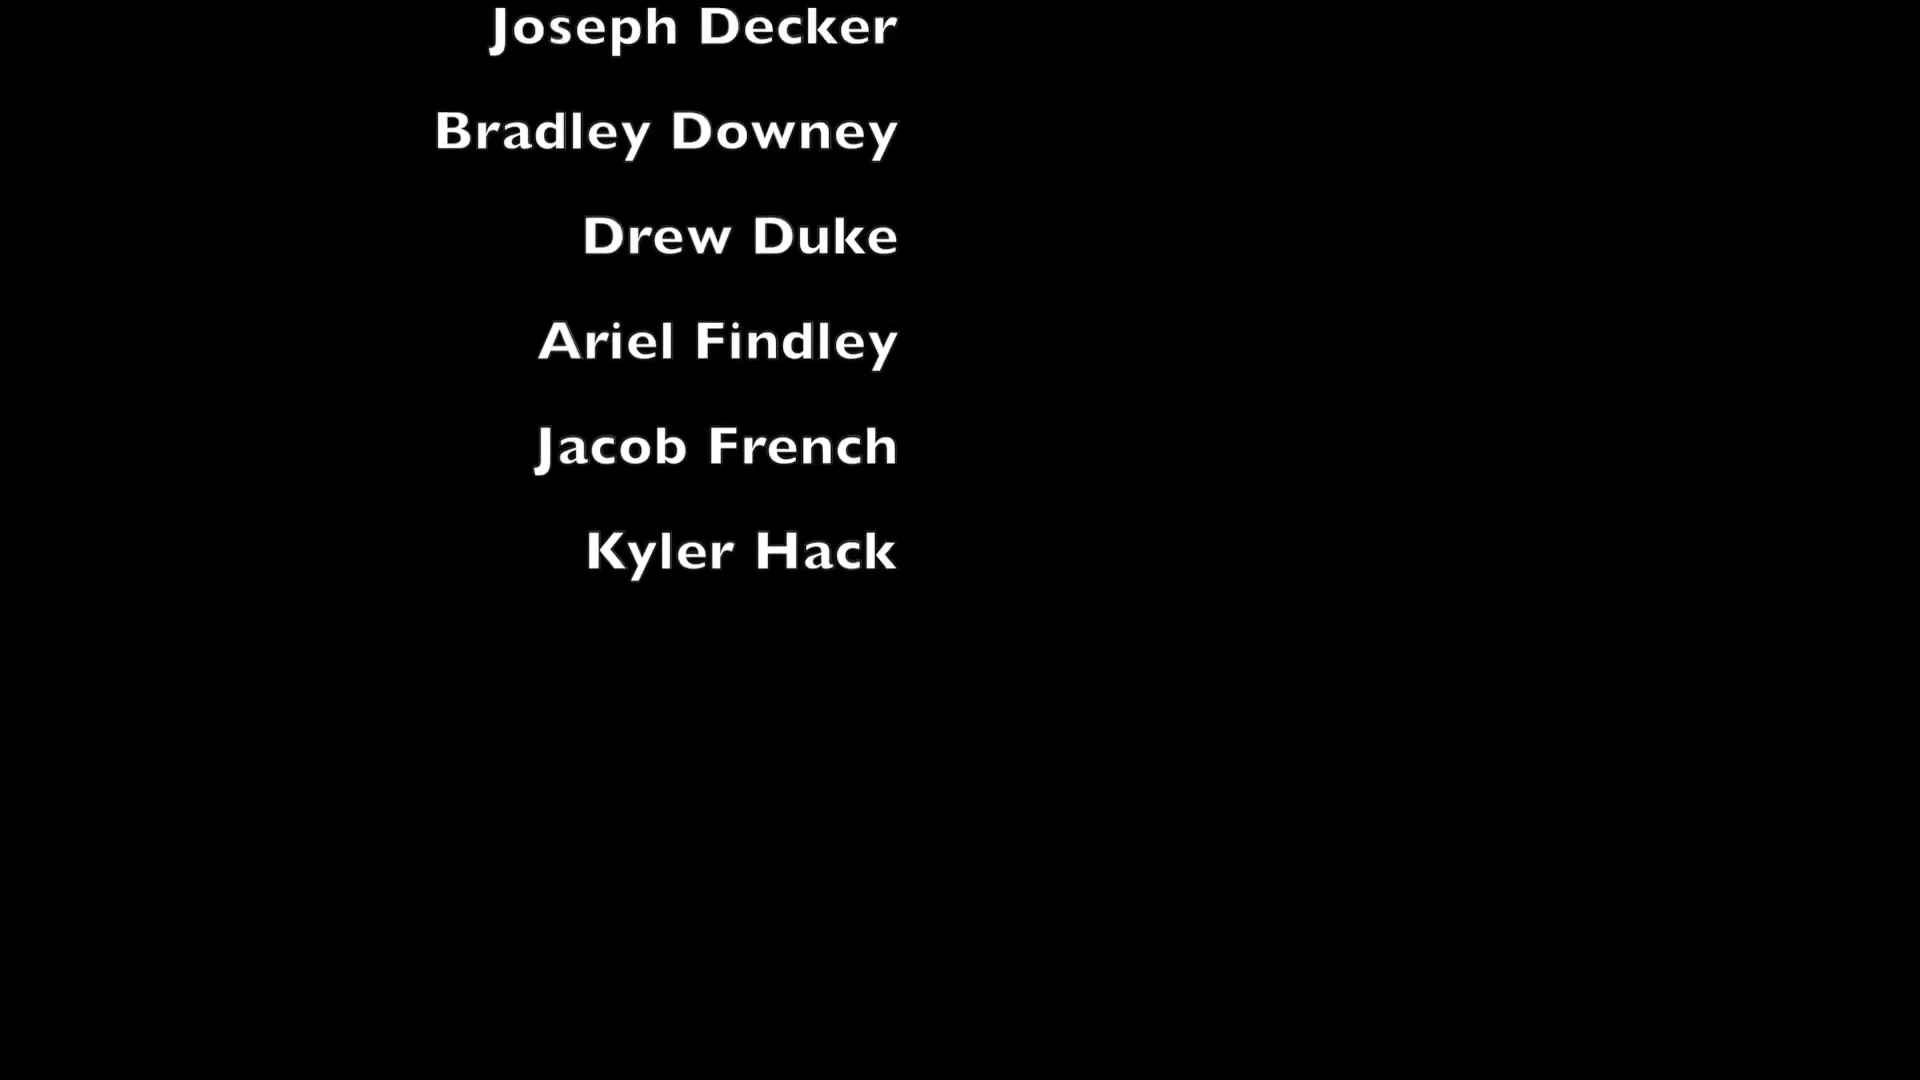 Joseph Decker
Bradley Downey
Drew Duke
Ariel Findley
Jacob French
Kyler Hack